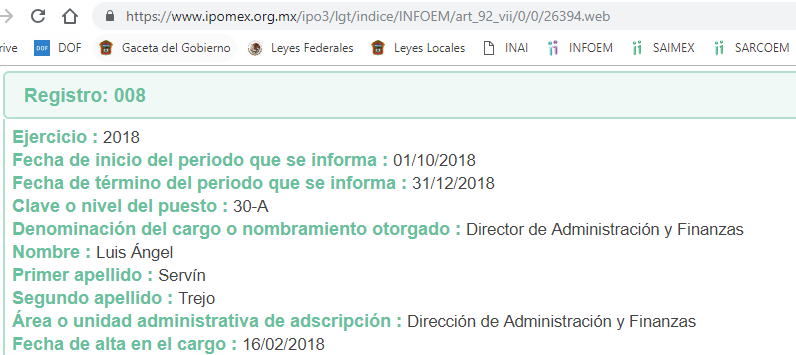 https://www.ipomex.org.mx/ipo3/lgt/indice/INFOEM/art_92_vii/0/0/26394.web
rive DOF DOF Gaceta del Gobierno Leyes Federales Leyes Locales INAI INFOEM SAIMEX SARCOEM
Registro: 008
Ejercicio : 2018
Fecha de inicio del periodo que se informa : 01/10/2018
Fecha de término del periodo que se informa : 31/12/2018
Clave o nivel del puesto : 30-A
Denominación del cargo o nombramiento otorgado : Director de Administración y Finanzas
Nombre : Luis Ángel
Primer apellido : Servín
Segundo apellido : Trejo
Área o unidad administrativa de adscripción : Dirección de Administración y Finanzas
Fecha de alta en el cargo : 16/02/2018